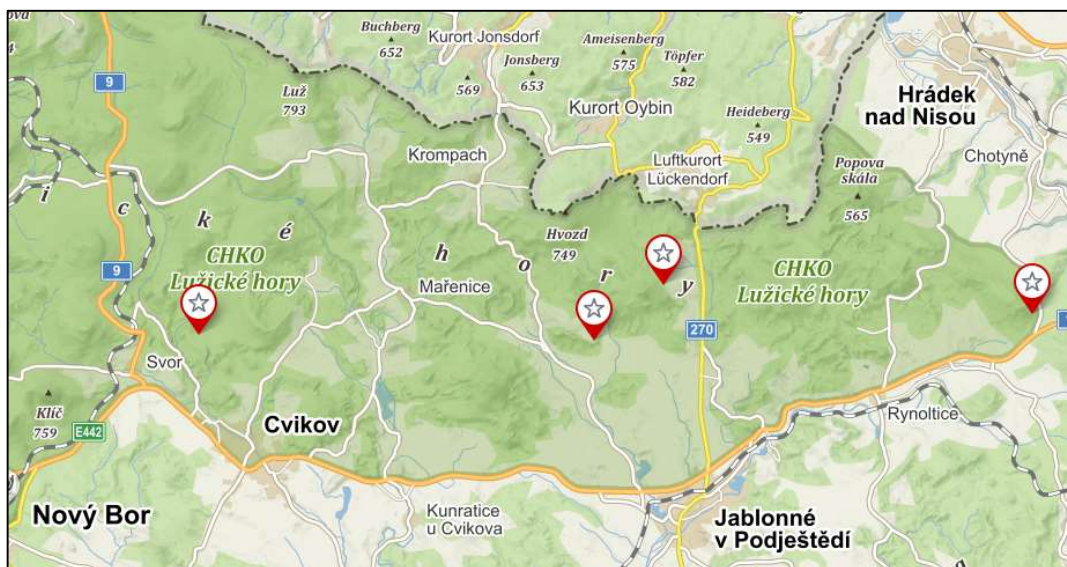 Buchberg
652
Kurort Jonsdorf
Ameisenberg
575
Töpfer
582
Jonsberg
653
569
9
Luž
793
Kurort Oybin
Hrádek
nad Nisou
Heideberg
549
Krompach
Luftkurort
Lückendorf
Chotyně
Popova
skála
565
i
c
k
é
h
o
r
y
CHKO
Lužické hory
Hvozd
749
CHKO
Lužické hory
9
Mařenice
270
Svor
Klíč
759
E442
Cvikov
Rynoltice
Nový Bor
Kunratice
u Cvikova
Jablonné
v Podještědí